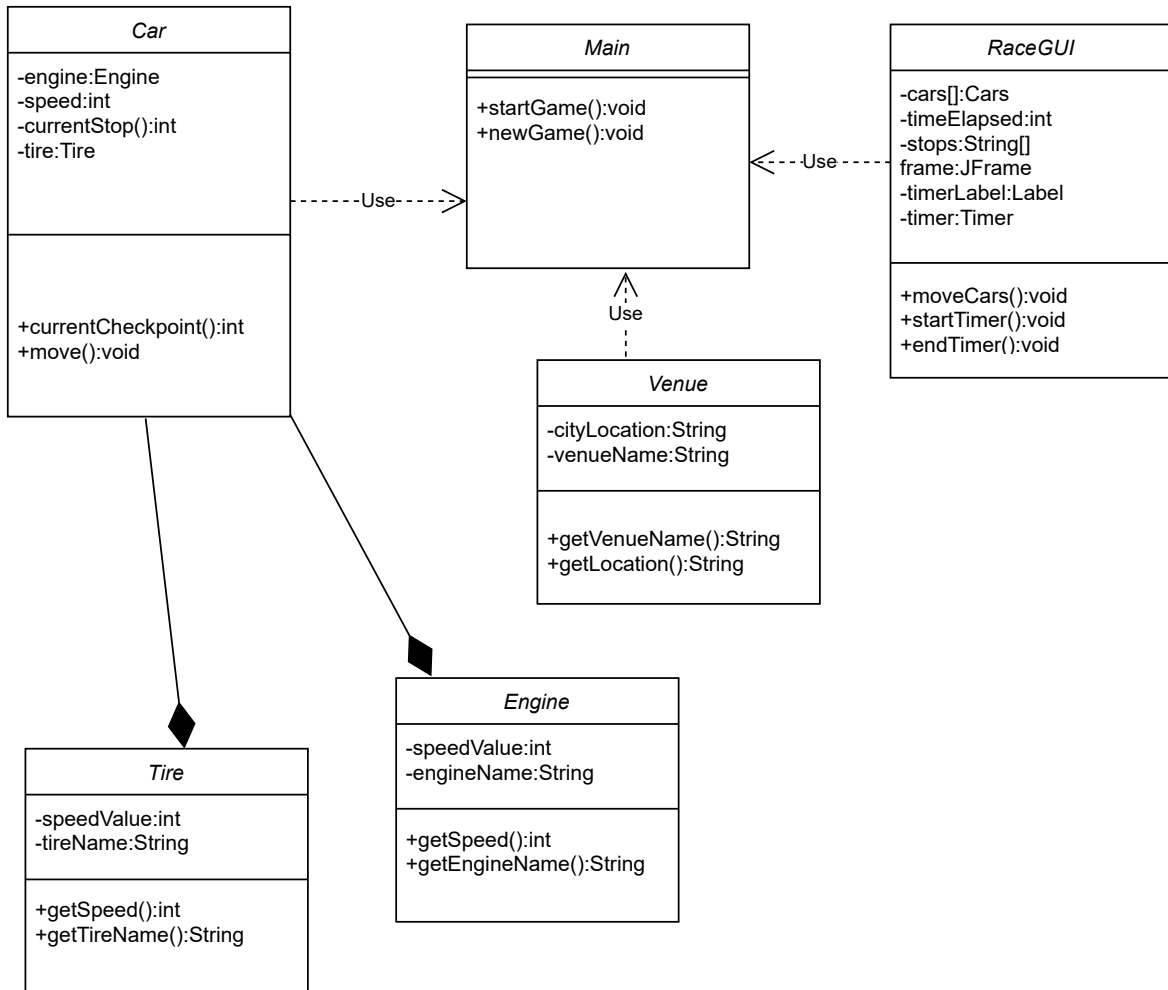 Car
-engine:Engine
-speed:int
-currentStop():int
-tire:Tire
+currentCheckpoint():int
+move():void
Use
Main
+startGame():void
+newGame():void
Use
RaceGUI
-cars[]:Cars
-timeElapsed:int
-stops:String[]
frame:JFrame
-timerLabel:Label
-timer:Timer
+moveCars():void
+startTimer():void
+endTimer():void
Use
Venue
-cityLocation:String
-venueName:String
+getVenueName():String
+getLocation():String
Engine
-speedValue:int
-engineName:String
+getSpeed():int
+getEngineName():String
Tire
-speedValue:int
-tireName:String
+getSpeed():int
+getTireName():String